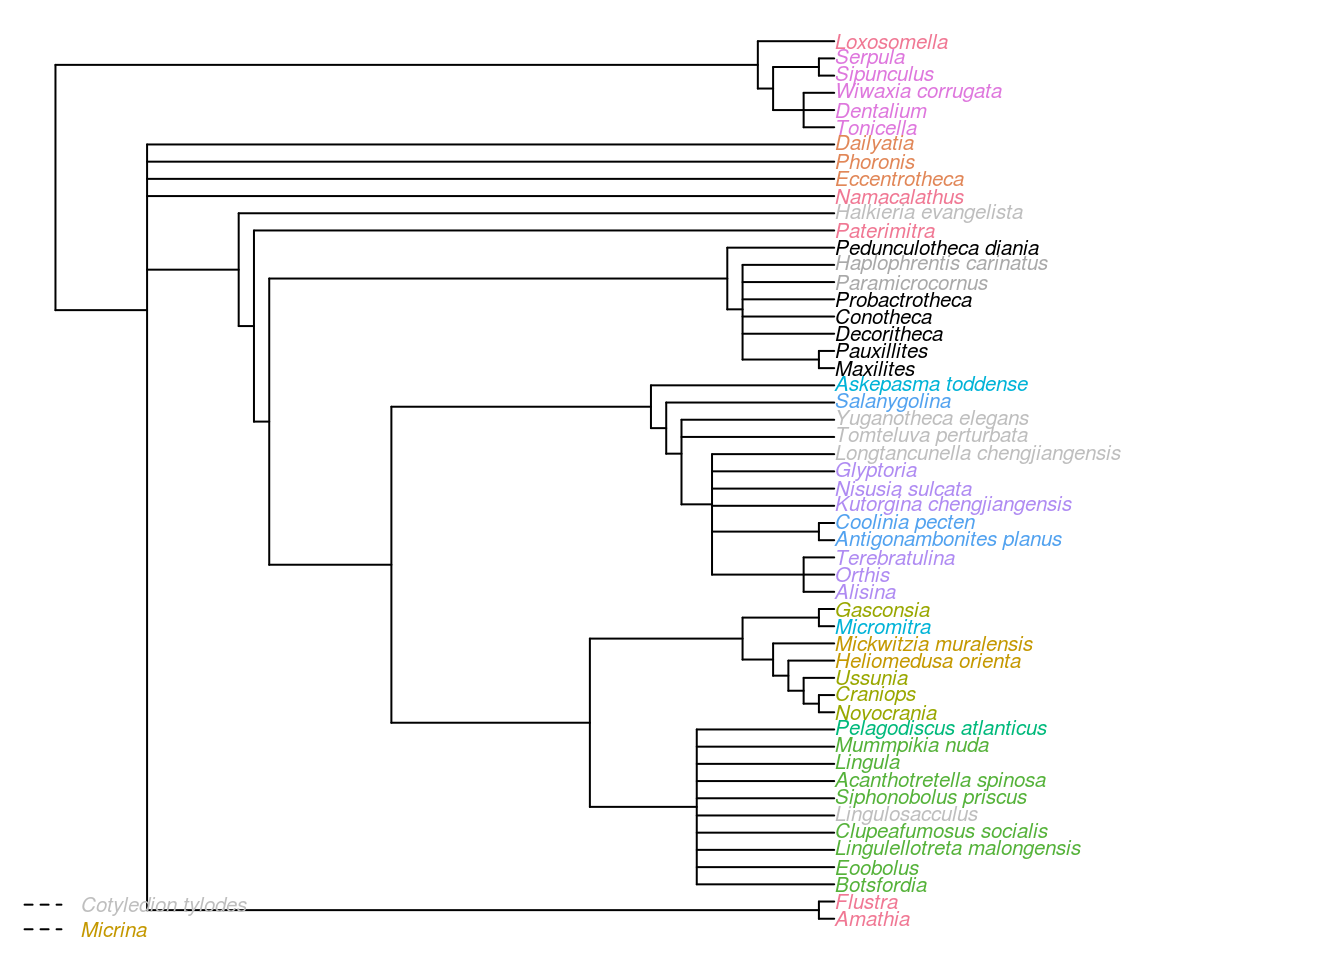 Loxosomella
Serpula
Sipunculus
Wiwaxia corrugata
Dentalium
Tonicella
Dailyatia
Phoronis
Eccentrotheca
Namacalathus
Halkieria evangelista
Paterimitra
Pedunculotheca diania
Haplophrentis carinatus
Paramicrocornus
Probactrotheca
Conotheca
Decoritheca
Pauxillites
Maxilites
Askepasma toddense
Salanygolina
Yuganotheca elegans
Tomteluva perturbata
Longtancunella chengjiangensis
Glyptoria
Nisusia sulcata
Kutorgina chengjiangensis
Coolinia pecten
Antigonambonites planus
Terebratulina
Orthis
Alisina
Gasconsia
Micromitra
Mickwitzia muralensis
Heliomedusa orienta
Ussunia
Craniops
Novocrania
Pelagodiscus atlanticus
Mummpikia nuda
Lingula
Acanthotretella spinosa
Siphonobolus priscus
Lingulosacculus
Clupeafumosus socialis
Lingulellotreta malongensis
Eoobolus
Botsfordia
Flustra
Amathia
Cotyledion tylodes
Micrina